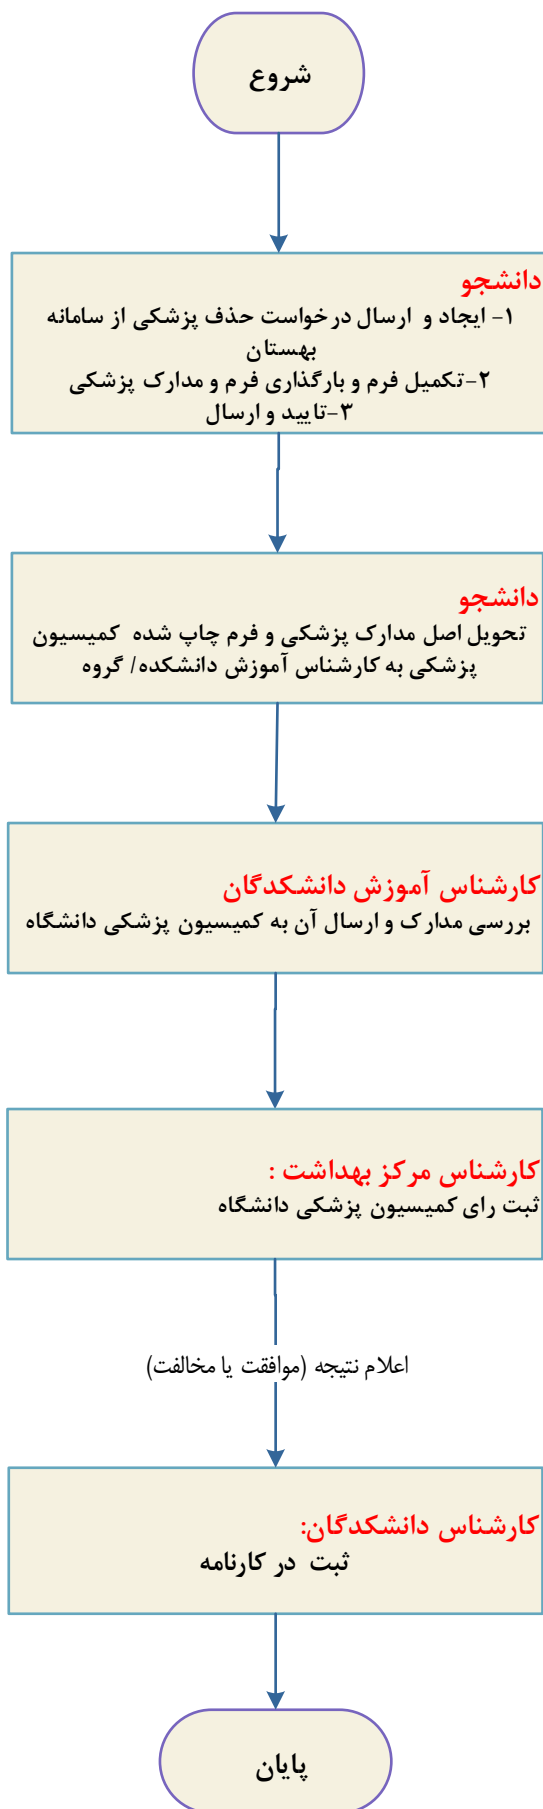 شروع
دانشجو
۱- ایجاد و ارسال درخواست حذف پزشکی از سامانه
بهستان
۲-تکمیل فرم و بارگذاری فرم و مدارک پزشکی
۳-تایید و ارسال
دانشجو
تحویل اصل مدارک پزشکی و فرم چاپ شده کمیسیون
پزشکی به کارشناس آموزش دانشکده/ گروه
کارشناس آموزش دانشکدگان
بررسی مدارک و ارسال آن به کمیسیون پزشکی دانشگاه
کارشناس مرکز بهداشت :
ثبت رای کمیسیون پزشکی دانشگاه
اعلام نتیجه (موافقت یا مخالفت)
کارشناس دانشکدگان:
ثبت در کارنامه
پایان